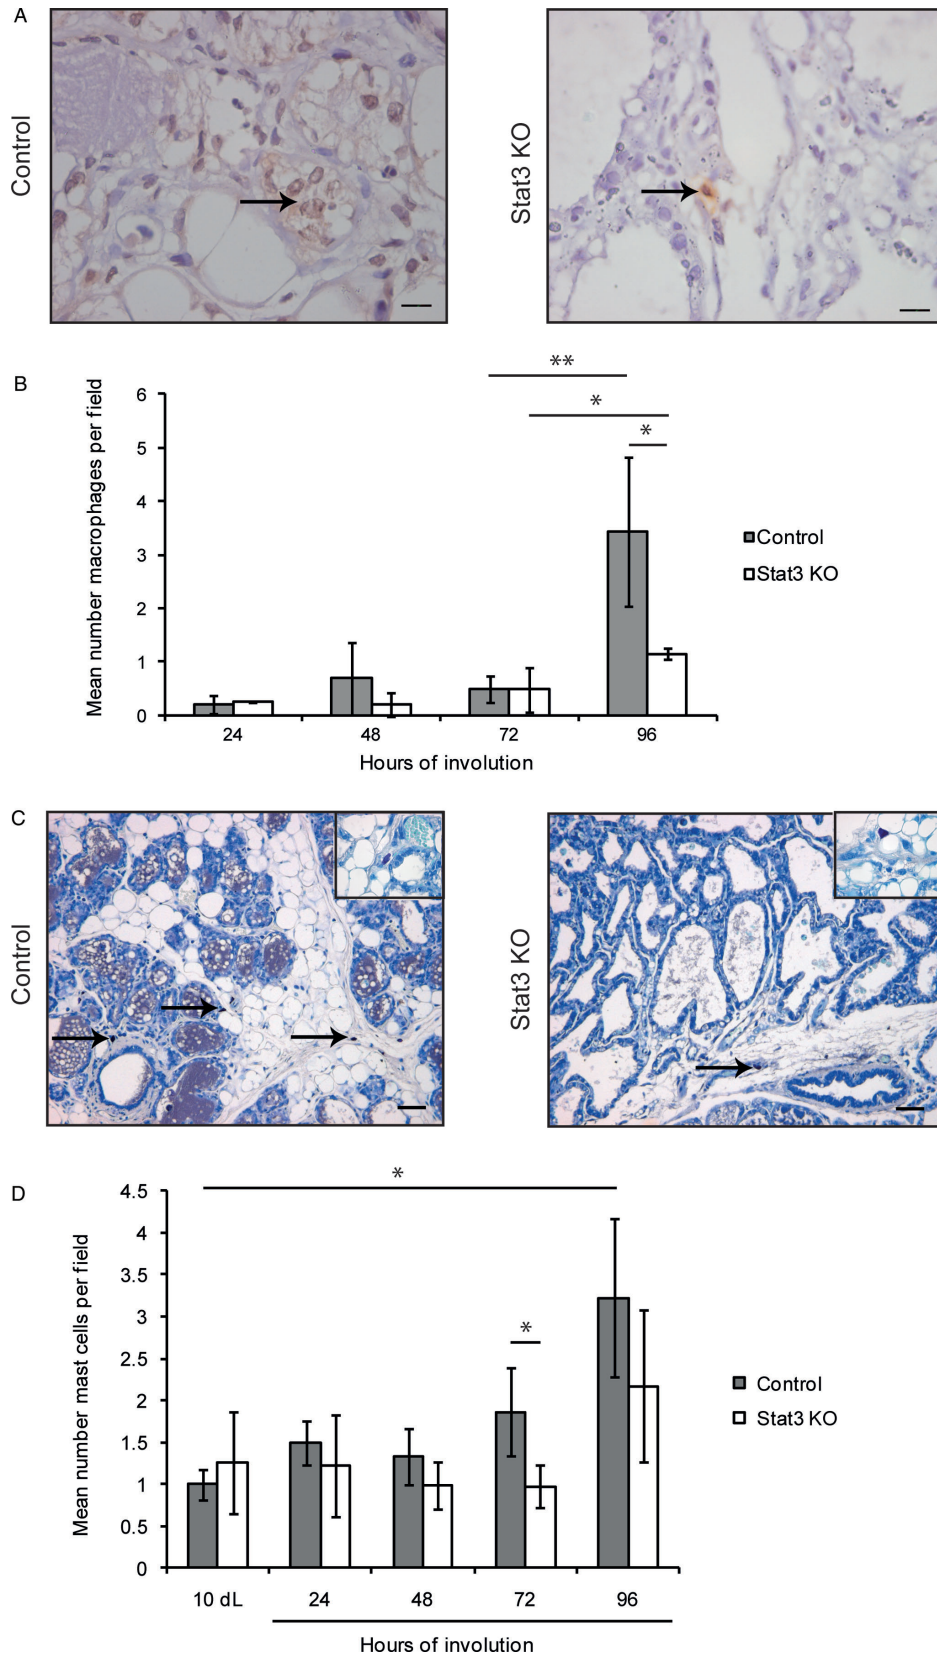 A
Control
Stat3 KO
B
Mean number macrophages per field
6
5
4
3
2
1
0
**
*
*
Control
Stat3 KO
24 48 72 96
Hours of involution
C
Control
Stat3 KO
D
Mean number mast cells per field
4.5
4
3.5
3
2.5
2
1.5
1
0.5
0
*
*
Control
Stat3 KO
10 dL 24 48 72 96
Hours of involution